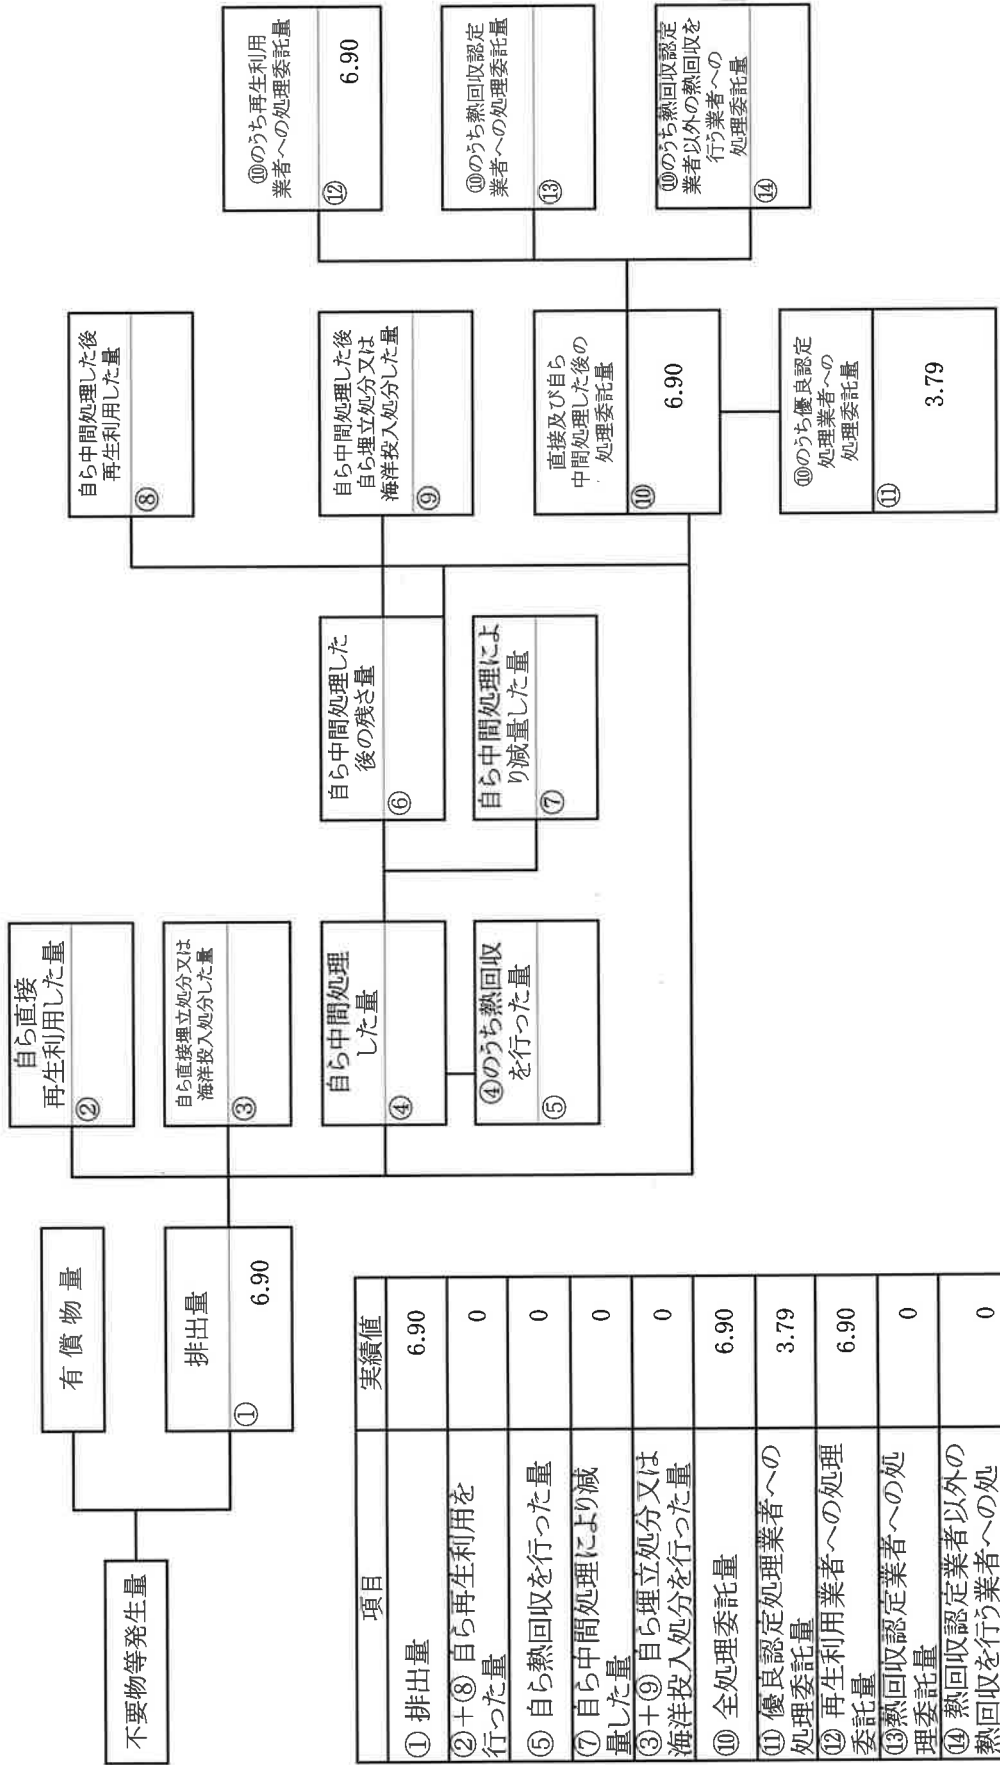 不要物等発生量
有償物量
排出量
①
6.90
自ら直接
再生利用した量
②
自ら直接埋立処分又は
海洋投入処分した量
③
自ら中間処理
した量
④
④のうち熱回収
を行った量
⑤
自ら中間処理した
後の残さ量
⑥
自ら中間処理によ
り減量した量
⑦
自ら中間処理した後
再生利用した量
⑧
自ら中間処理した後
自ら埋立処分又は
海洋投入処分した量
⑨
直接及び自ら
中間処理した後の
処理委託量
⑩
6.90
⑩のうち優良認定
処理業者への
処理委託量
⑪
3.79
⑩のうち再生利用
業者への処理委託量
⑫
6.90
⑩のうち熱回収認定
業者への処理委託量
⑬
⑩のうち熱回収認定
業者以外の熱回収を
行う業者への
処理委託量
⑭
項目 実績値
①排出量 6.90
②+⑧ 自ら再生利用を
行った量 0
⑤ 自ら熱回収を行った量 0
⑦ 自ら中間処理により減
量した量 0
③+⑨ 自ら埋立処分又は
海洋投入処分を行った量 0
⑩ 全処理委託量 6.90
⑪ 優良認定処理業者への
処理委託量 3.79
⑫ 再生利用業者への処理
委託量 6.90
⑬熱回収認定業者への処
理委託量 0
⑭ 熱回収認定業者以外の
熱回収を行う業者への処 0